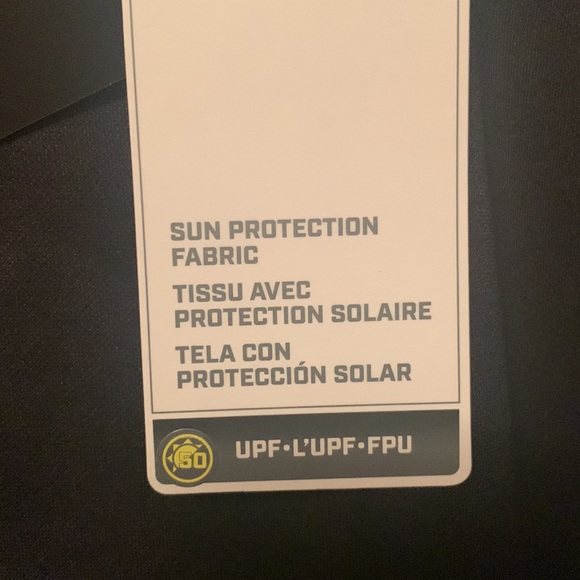 SUN PROTECTION
FABRIC
TISSU AVEC
PROTECTION SOLAIRE
TELA CON
PROTECCIÓN SOLAR
50 UPF•L'UPF•FPU